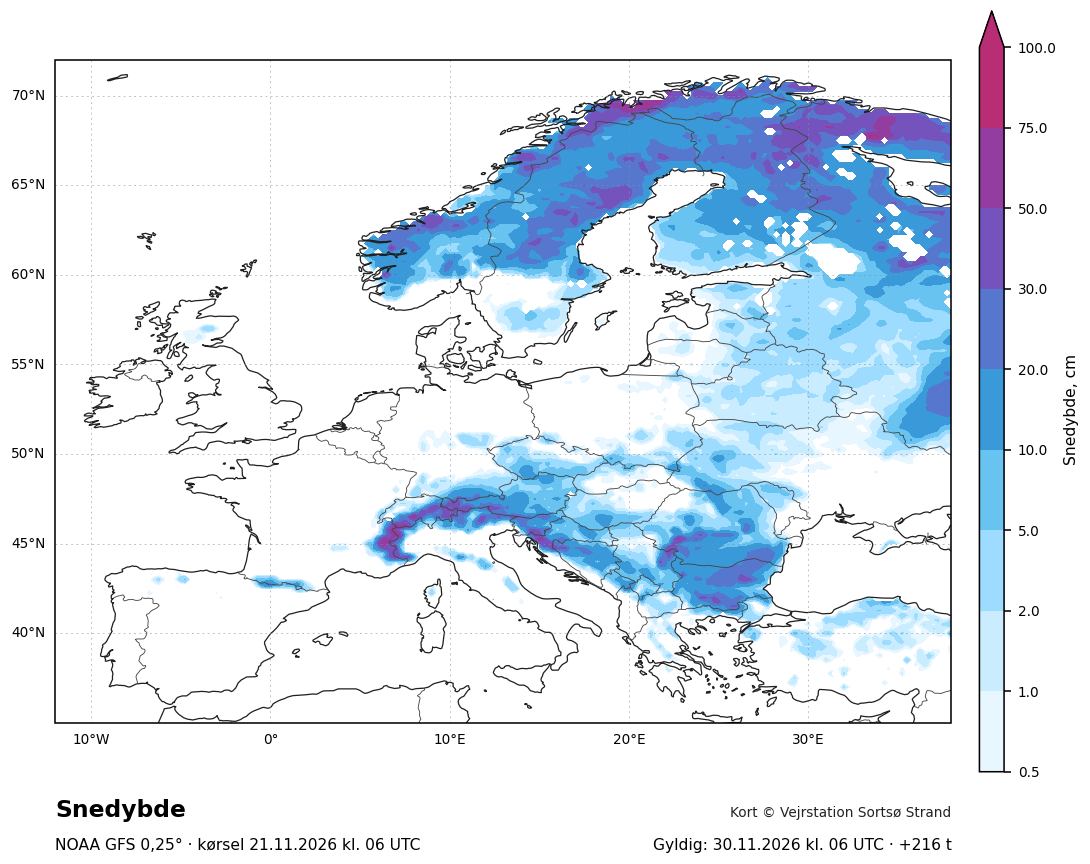 100.0
75.0
50.0
30.0
20.0
10.0
5.0
2.0
1.0
0.5
Snedybde, cm
70°N
65°N
60°N
55°N
50°N
45°N
40°N
10°W 0° 10°E 20°E 30°E
Snedybde
Kort © Vejrstation Sortsø Strand
NOAA GFS 0,25° · kørsel 21.11.2026 kl. 06 UTC
Gyldig: 30.11.2026 kl. 06 UTC · +216 t